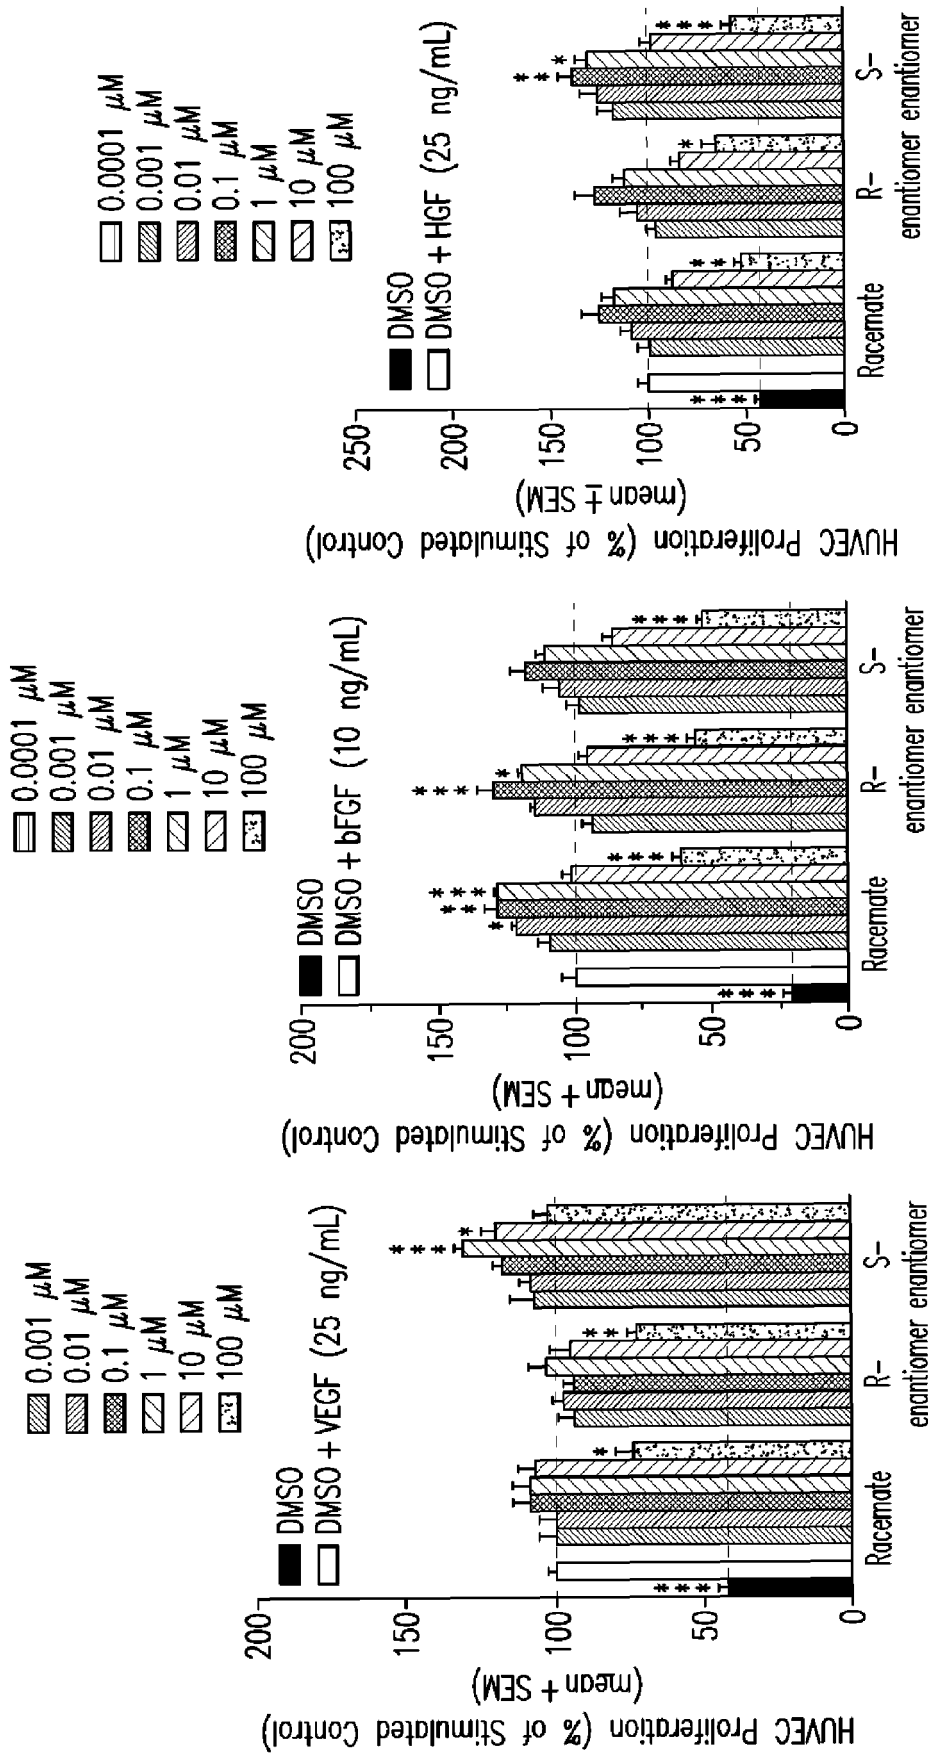 0.001 µM
0.01 µM
0.1 µM
1 µM
10 µM
100 µM
DMSO
DMSO + VEGF (25 ng/mL)
HUVEC Proliferation (% of Stimulated Control)
(mean + SEM)
200
150
100
50
0
***
*
**
***
*
Racemate
R-
enantiomer
S-
enantiomer
0.0001 µM
0.001 µM
0.01 µM
0.1 µM
1 µM
10 µM
100 µM
DMSO
DMSO + bFGF (10 ng/mL)
HUVEC Proliferation (% of Stimulated Control)
(mean + SEM)
200
150
100
50
0
***
*
**
***
***
***
*
***
***
Racemate
R-
enantiomer
S-
enantiomer
0.0001 µM
0.001 µM
0.01 µM
0.1 µM
1 µM
10 µM
100 µM
DMSO
DMSO + HGF (25 ng/mL)
HUVEC Proliferation (% of Stimulated Control)
(mean ± SEM)
250
200
150
100
50
0
***
**
*
**
*
***
Racemate
R-
enantiomer
S-
enantiomer